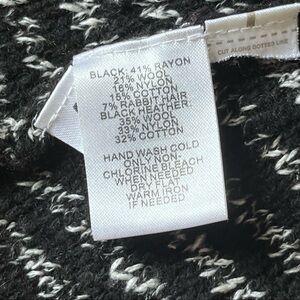 BLACK: 41% RAYON
21% WOOL
16% NYLON
15% COTTON
7% RABBIT HAIR
BLACK HEATHER:
35% WOOL
33% NYLON
32% COTTON
HAND WASH COLD
ONLY NON-
CHLORINE BLEACH
WHEN NEEDED
DRY FLAT
WARM IRON
IF NEEDED
CUT ALONG DOTTED LINE